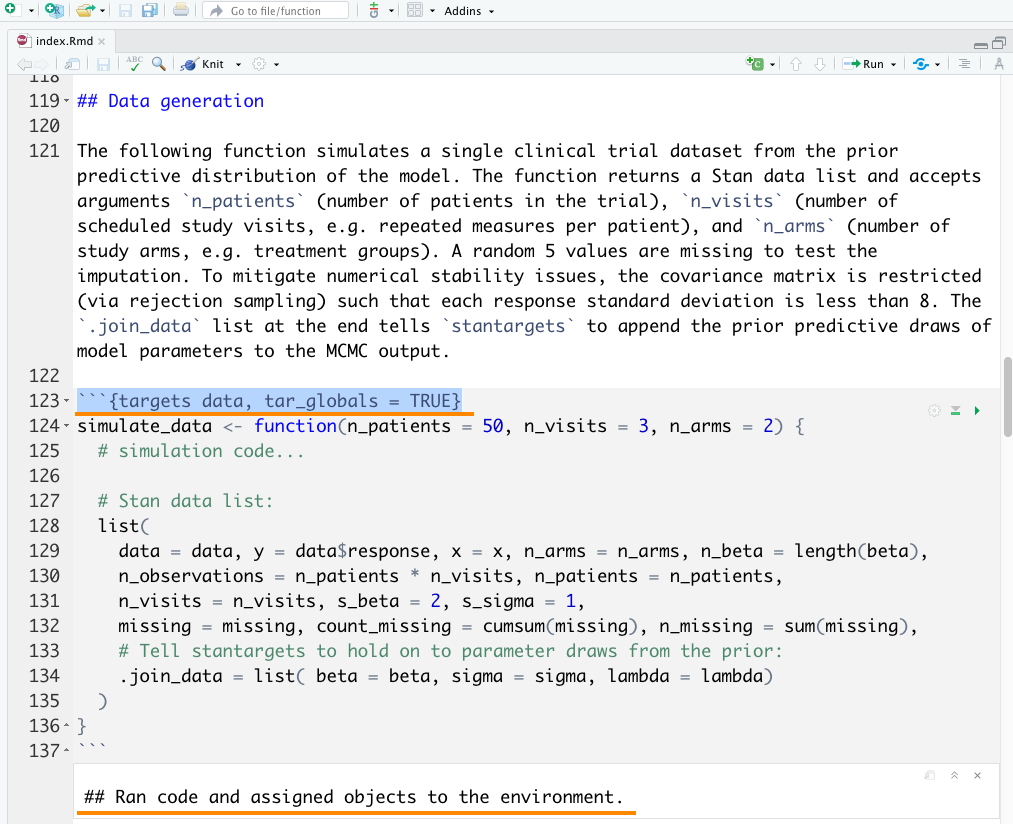 Go to file/function
Addins
index.Rmd
ABC
Knit
Run
118
119 ## Data generation
120
121 The following function simulates a single clinical trial dataset from the prior
predictive distribution of the model. The function returns a Stan data list and accepts
arguments `n_patients` (number of patients in the trial), `n_visits` (number of
scheduled study visits, e.g. repeated measures per patient), and `n_arms` (number of
study arms, e.g. treatment groups). A random 5 values are missing to test the
imputation. To mitigate numerical stability issues, the covariance matrix is restricted
(via rejection sampling) such that each response standard deviation is less than 8. The
`.join_data` list at the end tells `stantargets` to append the prior predictive draws of
model parameters to the MCMC output.
122
123 ```{targets data, tar_globals = TRUE}
124 simulate_data <- function(n_patients = 50, n_visits = 3, n_arms = 2) {
125   # simulation code...
126
127   # Stan data list:
128   list(
129     data = data, y = data$response, x = x, n_arms = n_arms, n_beta = length(beta),
130     n_observations = n_patients * n_visits, n_patients = n_patients,
131     n_visits = n_visits, s_beta = 2, s_sigma = 1,
132     missing = missing, count_missing = cumsum(missing), n_missing = sum(missing),
133     # Tell stantargets to hold on to parameter draws from the prior:
134     .join_data = list( beta = beta, sigma = sigma, lambda = lambda)
135   )
136 }
137 ```
## Ran code and assigned objects to the environment.